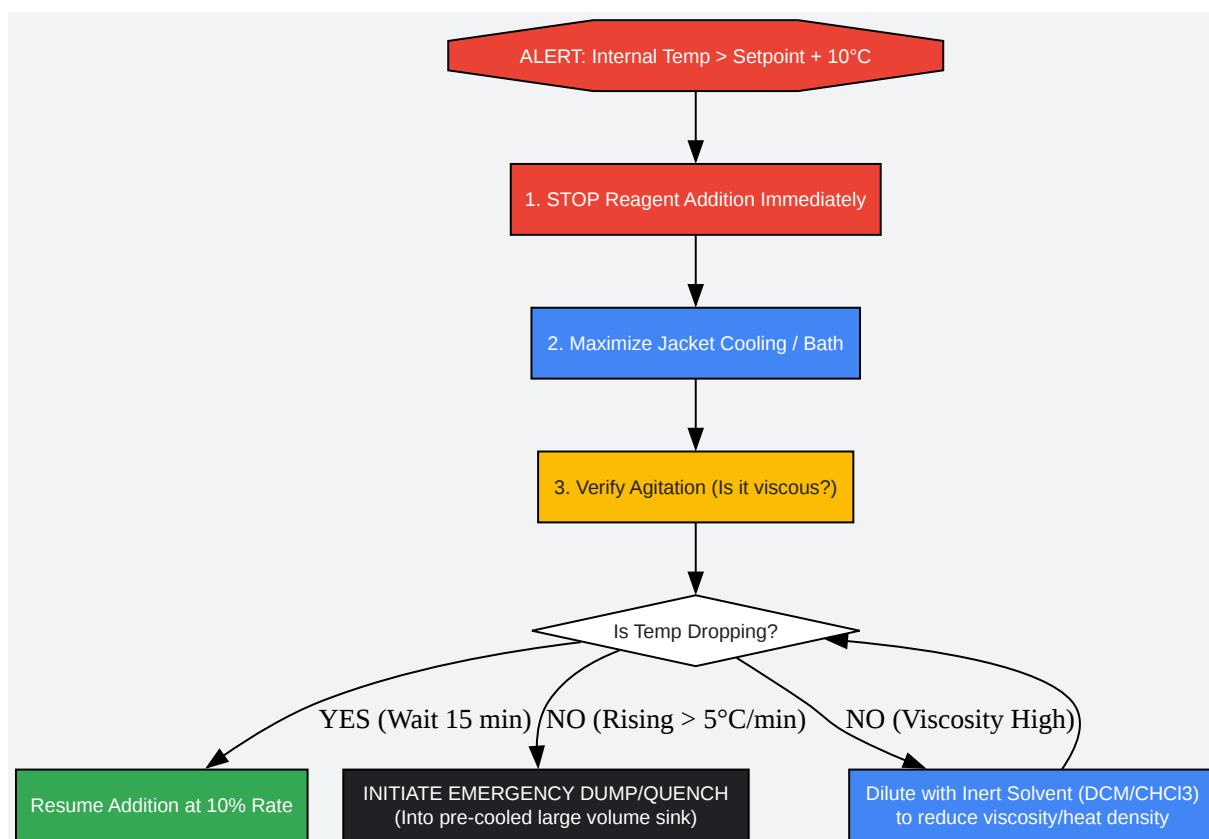 ALERT: Internal Temp > Setpoint + 10°C
1. STOP Reagent Addition Immediately
2. Maximize Jacket Cooling / Bath
3. Verify Agitation (Is it viscous?)
Is Temp Dropping?
YES (Wait 15 min)
NO (Rising > 5°C/min)
NO (Viscosity High)
Resume Addition at 10% Rate
INITIATE EMERGENCY DUMP/QUENCH
(Into pre-cooled large volume sink)
Dilute with Inert Solvent (DCM/CHCl3)
to reduce viscosity/heat density